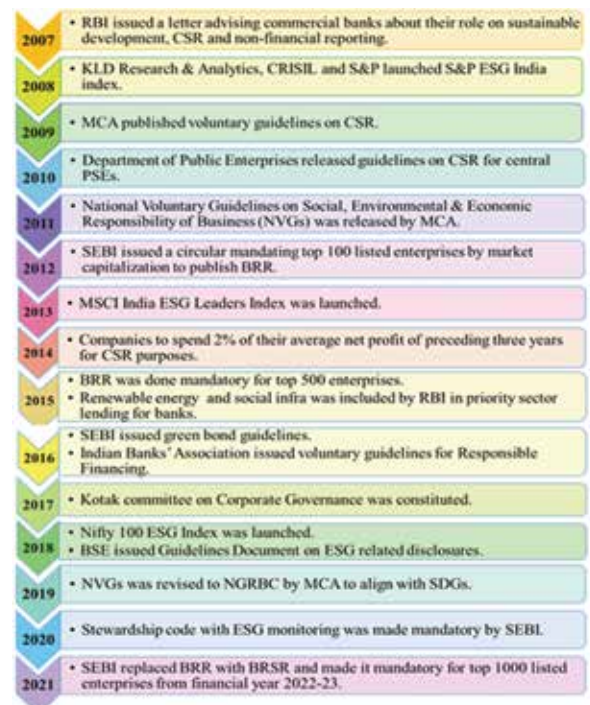 2007
• RBI issued a letter advising commercial banks about their role on sustainable
development, CSR and non-financial reporting.
2008
• KLD Research & Analytics, CRISIL and S&P launched S&P ESG India
index.
2009
• MCA published voluntary guidelines on CSR.
2010
• Department of Public Enterprises released guidelines on CSR for central
PSEs.
2011
• National Voluntary Guidelines on Social, Environmental & Economic
Responsibility of Business (NVGs) was released by MCA.
2012
• SEBI issued a circular mandating top 100 listed enterprises by market
capitalization to publish BRR.
2013
• MSCI India ESG Leaders Index was launched.
2014
• Companies to spend 2% of their average net profit of preceding three years
for CSR purposes.
2015
• BRR was done mandatory for top 500 enterprises.
• Renewable energy and social infra was included by RBI in priority sector
lending for banks.
2016
• SEBI issued green bond guidelines.
• Indian Banks' Association issued voluntary guidelines for Responsible
Financing.
2017
• Kotak committee on Corporate Governance was constituted.
2018
• Nifty 100 ESG Index was launched.
• BSE issued Guidelines Document on ESG related disclosures.
2019
• NVGs was revised to NGRBC by MCA to align with SDGs.
2020
• Stewardship code with ESG monitoring was made mandatory by SEBI.
2021
• SEBI replaced BRR with BRSR and made it mandatory for top 1000 listed
enterprises from financial year 2022-23.